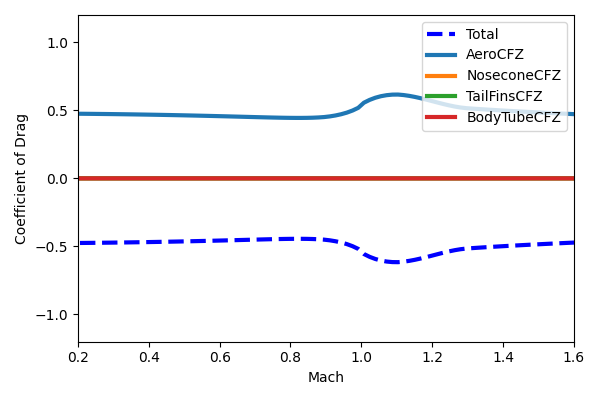 1.0
0.5
0.0
−0.5
−1.0
Coefficient of Drag
Total
AeroCFZ
NoseconeCFZ
TailFinsCFZ
BodyTubeCFZ
0.2 0.4 0.6 0.8 1.0 1.2 1.4 1.6
Mach